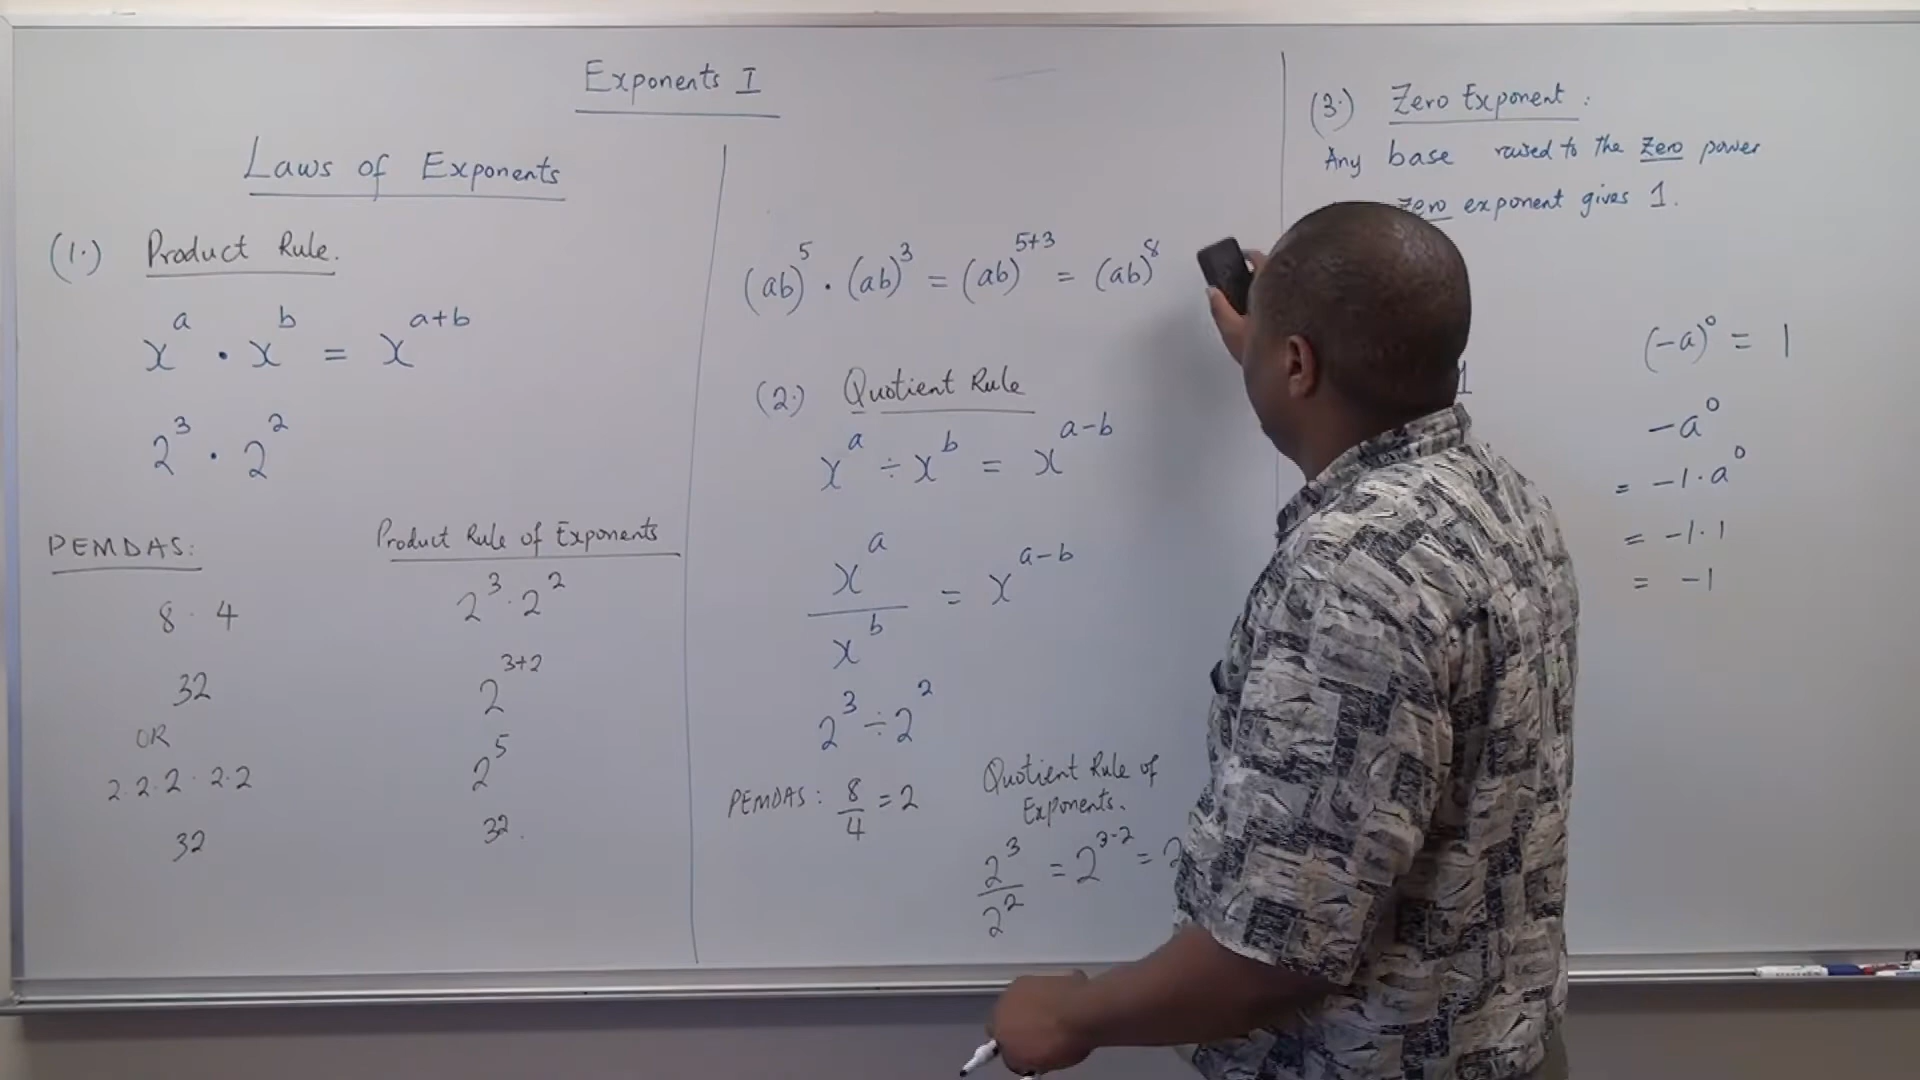 Exponents I
Laws of Exponents
(1.) Product Rule.
x^a · x^b = x^(a+b)
2^3 · 2^2
PEMDAS:
8 · 4
32
OR
2·2·2 · 2·2
32
Product Rule of Exponents
2^3 · 2^2
2^(3+2)
2^5
32.
(ab)^5 · (ab)^3 = (ab)^(5+3) = (ab)^8
(2.) Quotient Rule
x^a ÷ x^b = x^(a-b)
x^a / x^b = x^(a-b)
2^3 ÷ 2^2
PEMDAS: 8/4 = 2
Quotient Rule of
Exponents.
2^3 / 2^2 = 2^(3-2) = 2
(3.) Zero Exponent :
Any base raised to the zero power
zero exponent gives 1.
1
(-a)^0 = 1
-a^0
= -1 · a^0
= -1 · 1
= -1